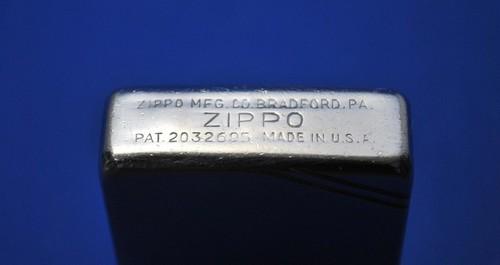 ZIPPO MFG. CO. BRADFORD. PA.
ZIPPO
PAT. 2032695 MADE IN U.S.A.